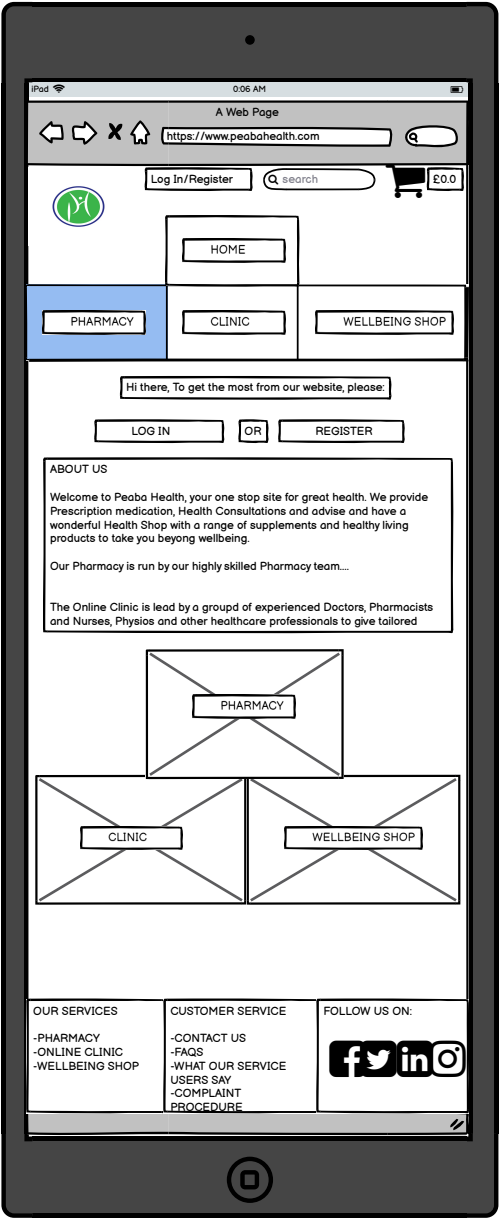 iPad 0:06 AM
A Web Page
https://www.peabahealth.com
Log In/Register search £0.0
HOME
PHARMACY CLINIC WELLBEING SHOP
Hi there, To get the most from our website, please:
LOG IN OR REGISTER
ABOUT US
Welcome to Peaba Health, your one stop site for great health. We provide
Prescription medication, Health Consultations and advise and have a
wonderful Health Shop with a range of supplements and healthy living
products to take you beyong wellbeing.
Our Pharmacy is run by our highly skilled Pharmacy team....
The Online Clinic is lead by a groupd of experienced Doctors, Pharmacists
and Nurses, Physios and other healthcare professionals to give tailored
PHARMACY
CLINIC WELLBEING SHOP
OUR SERVICES
-PHARMACY
-ONLINE CLINIC
-WELLBEING SHOP
CUSTOMER SERVICE
-CONTACT US
-FAQS
-WHAT OUR SERVICE
USERS SAY
-COMPLAINT
PROCEDURE
FOLLOW US ON: